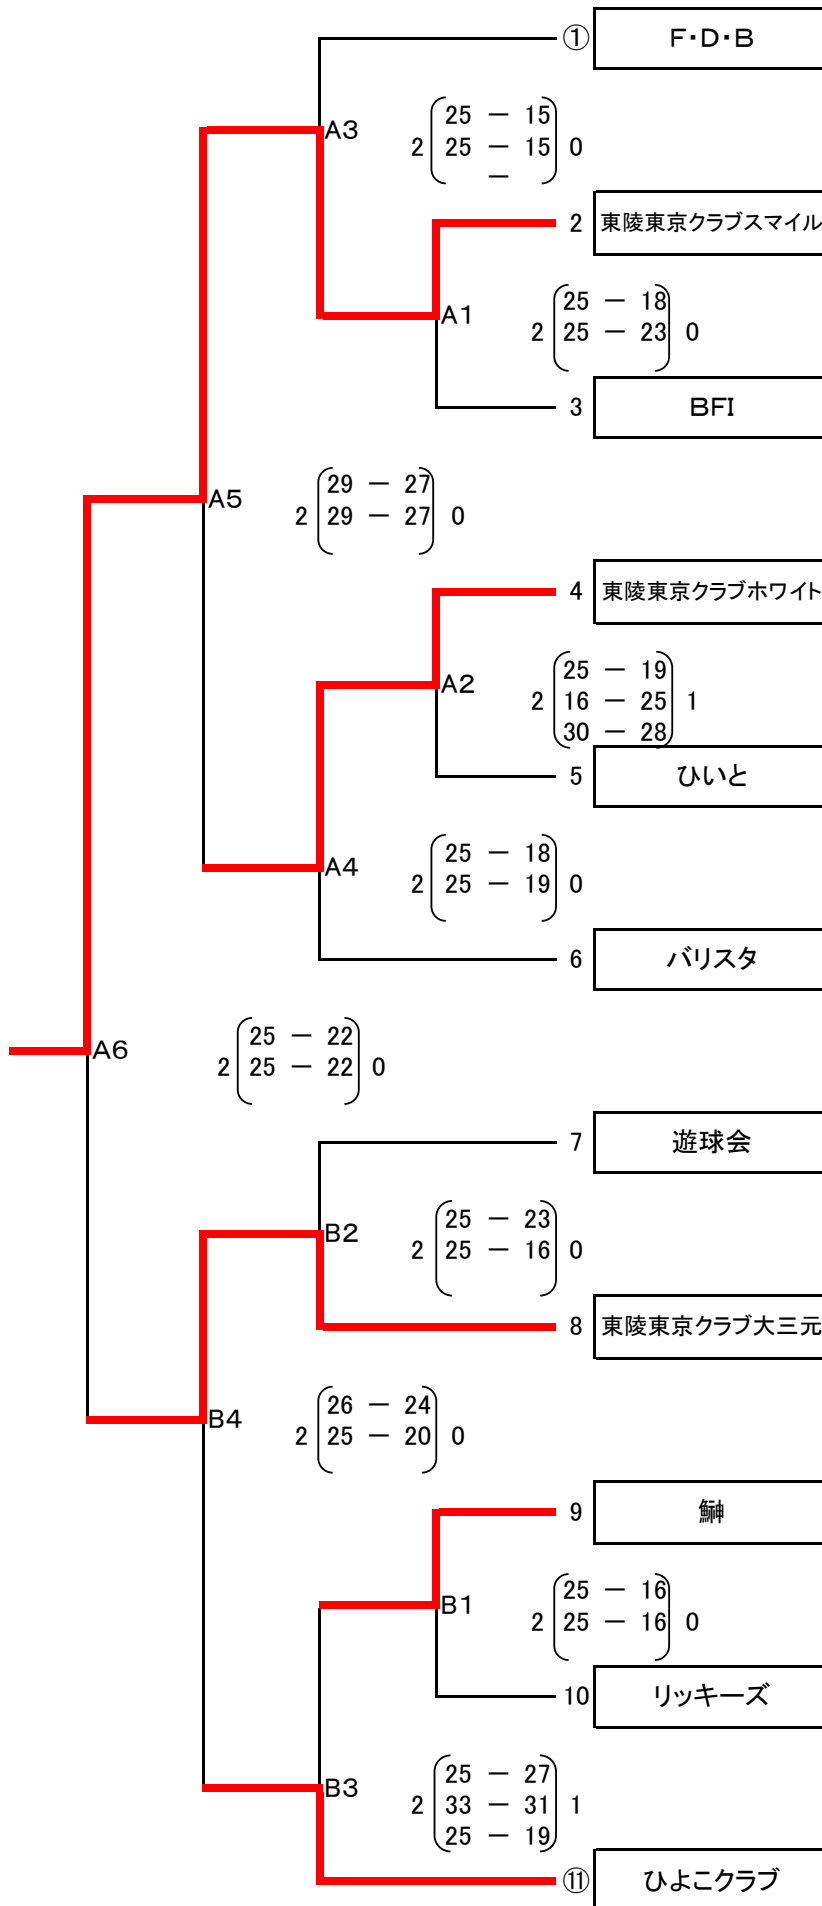 ① F・D・B
A3
25 － 15
2 25 － 15 0
－
2 東陵東京クラブスマイル
A1
25 － 18
2 25 － 23 0
3 BFI
A5
29 － 27
2 29 － 27 0
4 東陵東京クラブホワイト
A2
25 － 19
2 16 － 25 1
30 － 28
5 ひいと
A4
25 － 18
2 25 － 19 0
6 バリスタ
A6
25 － 22
2 25 － 22 0
7 遊球会
B2
25 － 23
2 25 － 16 0
8 東陵東京クラブ大三元
B4
26 － 24
2 25 － 20 0
9 鰰
B1
25 － 16
2 25 － 16 0
10 リッキーズ
B3
25 － 27
2 33 － 31 1
25 － 19
⑪ ひよこクラブ